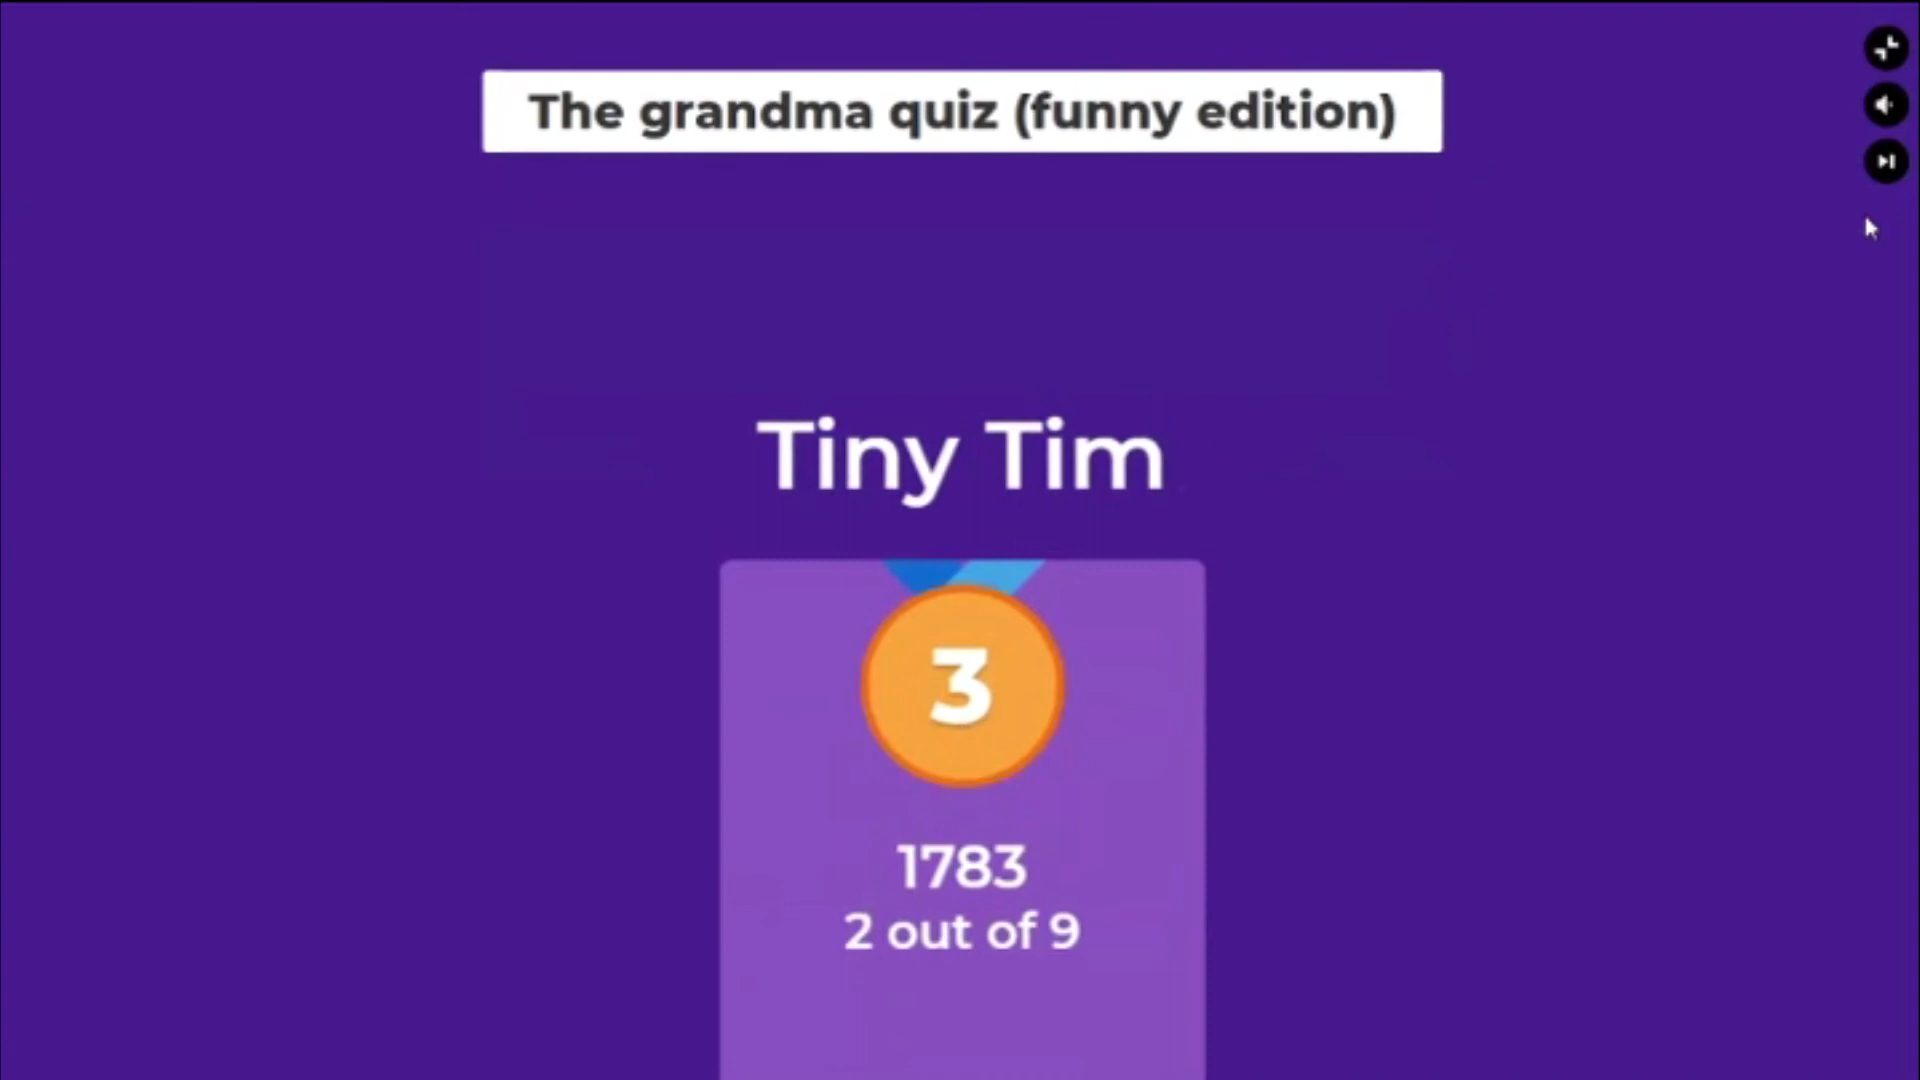 The grandma quiz (funny edition)
Tiny Tim
3
1783
2 out of 9